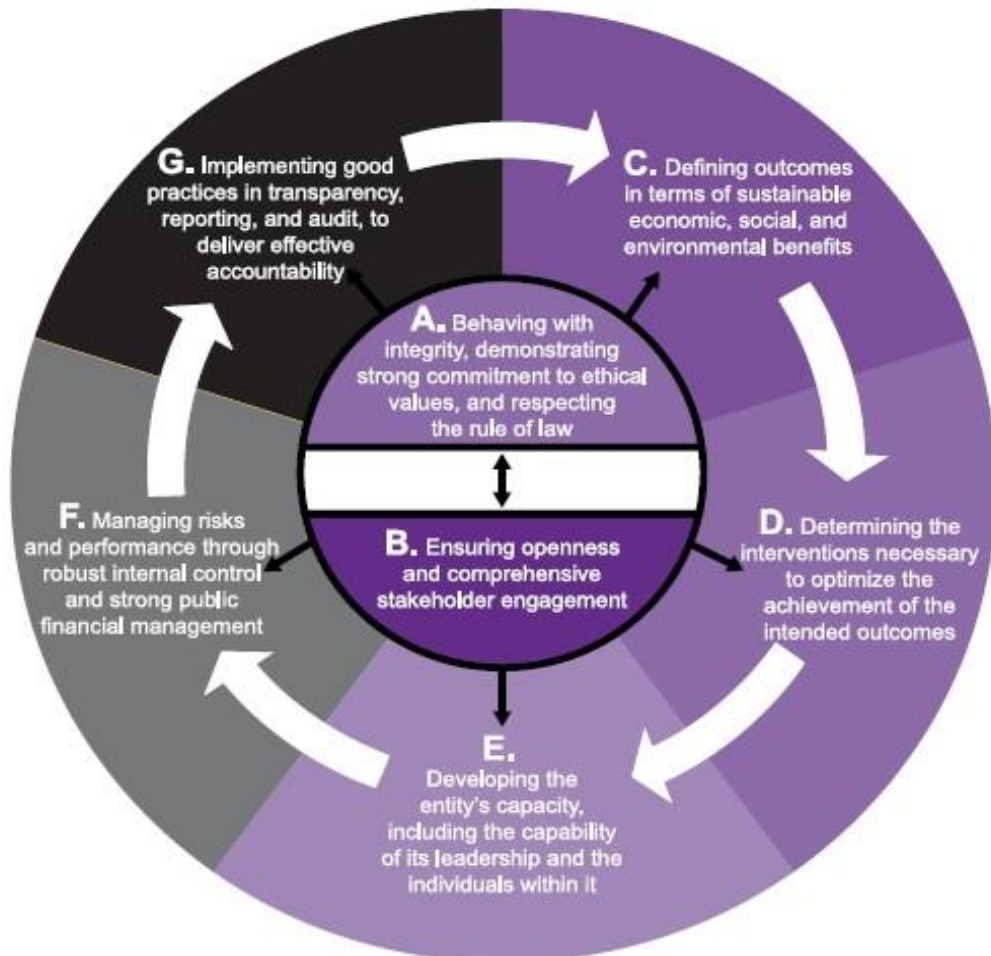 G. Implementing good
practices in transparency,
reporting, and audit, to
deliver effective
accountability
C. Defining outcomes
in terms of sustainable
economic, social, and
environmental benefits
A. Behaving with
integrity, demonstrating
strong commitment to ethical
values, and respecting
the rule of law
F. Managing risks
and performance through
robust internal control
and strong public
financial management
B. Ensuring openness
and comprehensive
stakeholder engagement
D. Determining the
interventions necessary
to optimize the
achievement of the
intended outcomes
E.
Developing the
entity's capacity,
including the capability
of its leadership and the
individuals within it